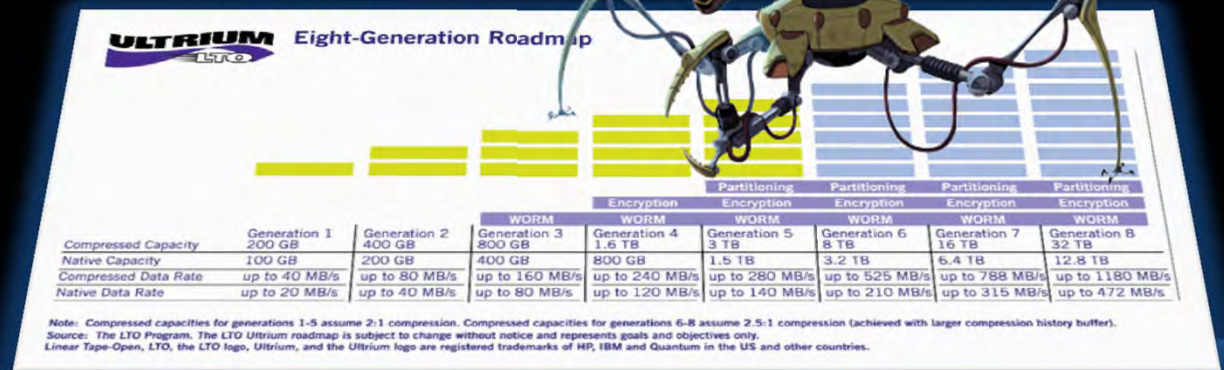 ULTRIUM
LTO
Eight-Generation Roadmap
Partitioning Partitioning Partitioning Partitioning
Encryption Encryption Encryption Encryption Encryption
WORM WORM WORM WORM WORM WORM
Generation 1 Generation 2 Generation 3 Generation 4 Generation 5 Generation 6 Generation 7 Generation 8
Compressed Capacity 200 GB 400 GB 800 GB 1.6 TB 3 TB 8 TB 16 TB 32 TB
Native Capacity 100 GB 200 GB 400 GB 800 GB 1.5 TB 3.2 TB 6.4 TB 12.8 TB
Compressed Data Rate up to 40 MB/s up to 80 MB/s up to 160 MB/s up to 240 MB/s up to 280 MB/s up to 525 MB/s up to 788 MB/s up to 1180 MB/s
Native Data Rate up to 20 MB/s up to 40 MB/s up to 80 MB/s up to 120 MB/s up to 140 MB/s up to 210 MB/s up to 315 MB/s up to 472 MB/s
Note: Compressed capacities for generations 1-5 assume 2:1 compression. Compressed capacities for generations 6-8 assume 2.5:1 compression (achieved with larger compression history buffer).
Source: The LTO Program. The LTO Ultrium roadmap is subject to change without notice and represents goals and objectives only.
Linear Tape-Open, LTO, the LTO logo, Ultrium, and the Ultrium logo are registered trademarks of HP, IBM and Quantum in the US and other countries.